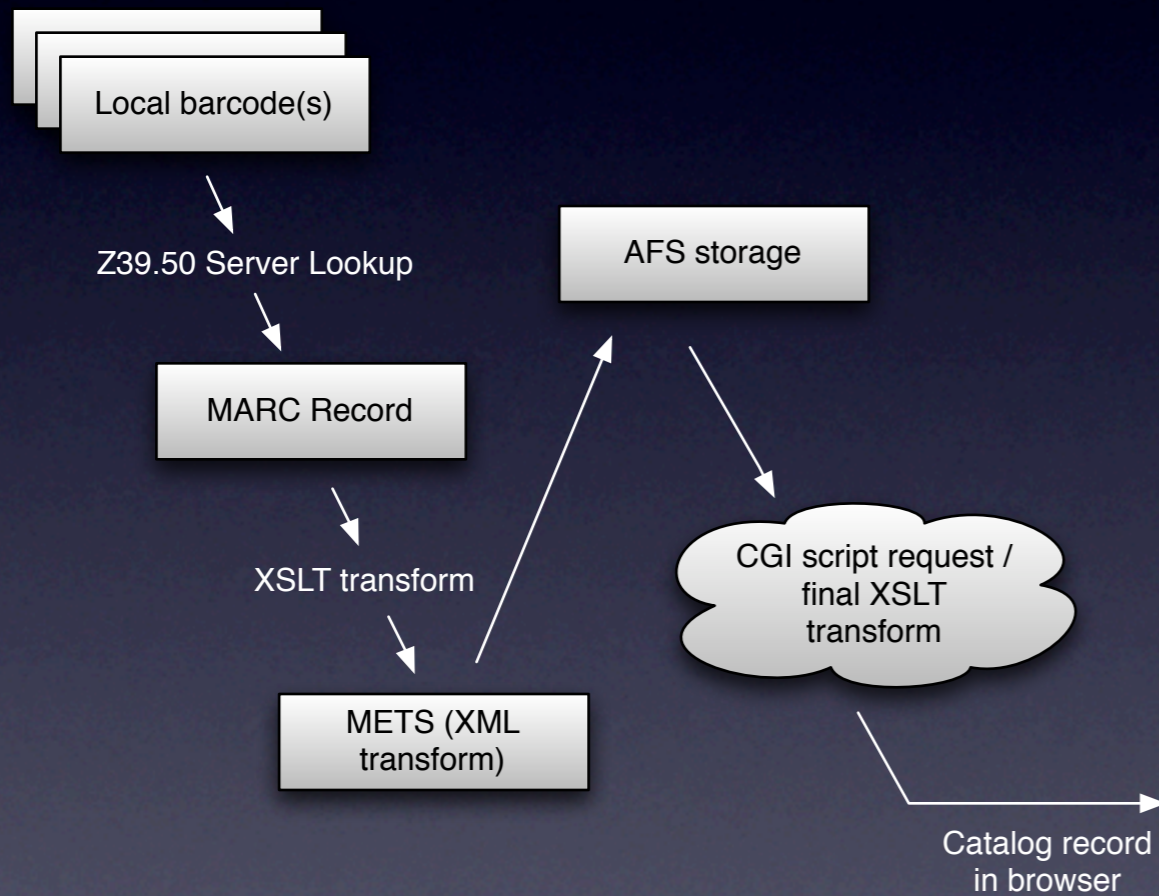 Local barcode(s)
Z39.50 Server Lookup
MARC Record
XSLT transform
METS (XML
transform)
AFS storage
CGI script request /
final XSLT
transform
Catalog record
in browser